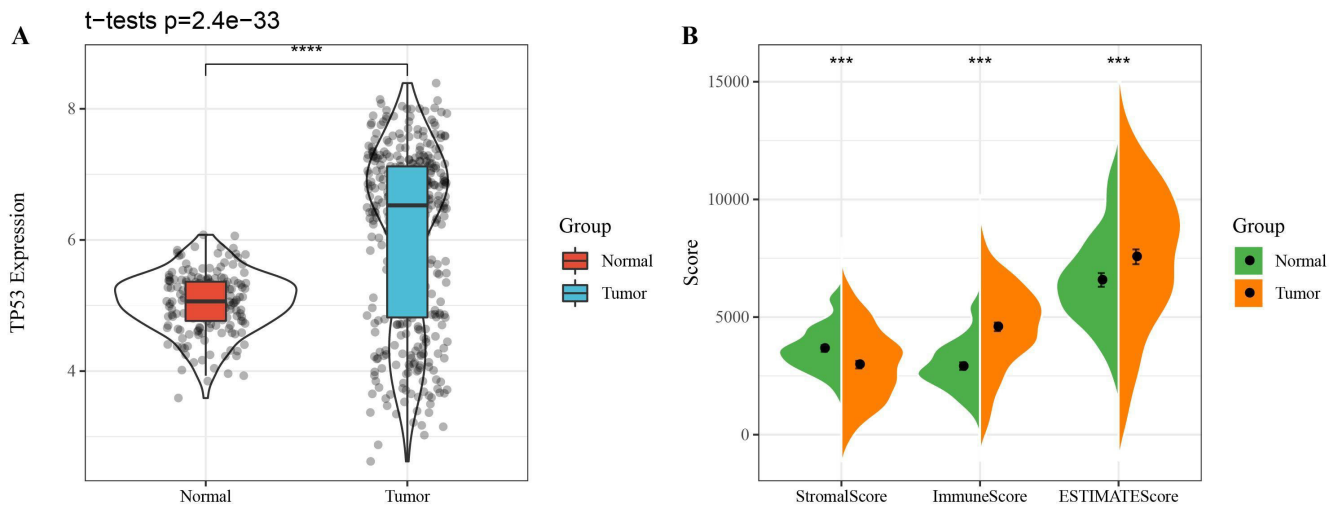 A
t−tests p=2.4e−33
****
TP53 Expression
8
6
4
Normal
Tumor
Group
Normal
Tumor
B
***
***
***
Score
15000
10000
5000
0
StromalScore
ImmuneScore
ESTIMATEScore
Group
Normal
Tumor